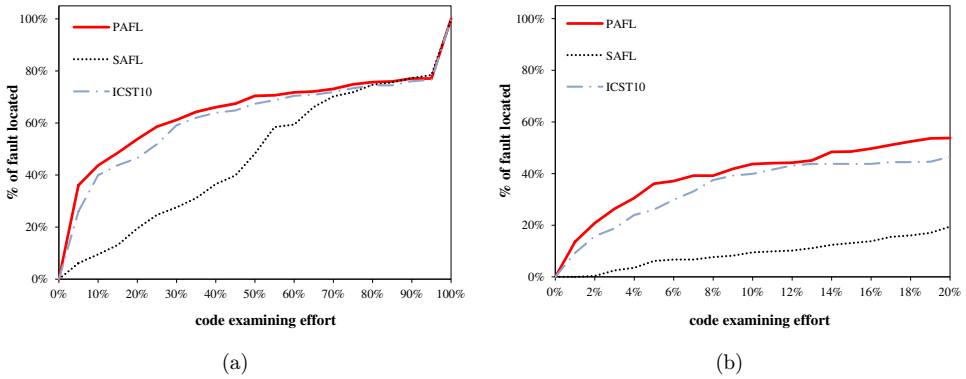 100%
80%
60%
40%
20%
0%
% of fault located
PAFL
SAFL
ICST10
0% 10% 20% 30% 40% 50% 60% 70% 80% 90% 100%
code examining effort
(a)
100%
80%
60%
40%
20%
0%
% of fault located
PAFL
SAFL
ICST10
0% 2% 4% 6% 8% 10% 12% 14% 16% 18% 20%
code examining effort
(b)